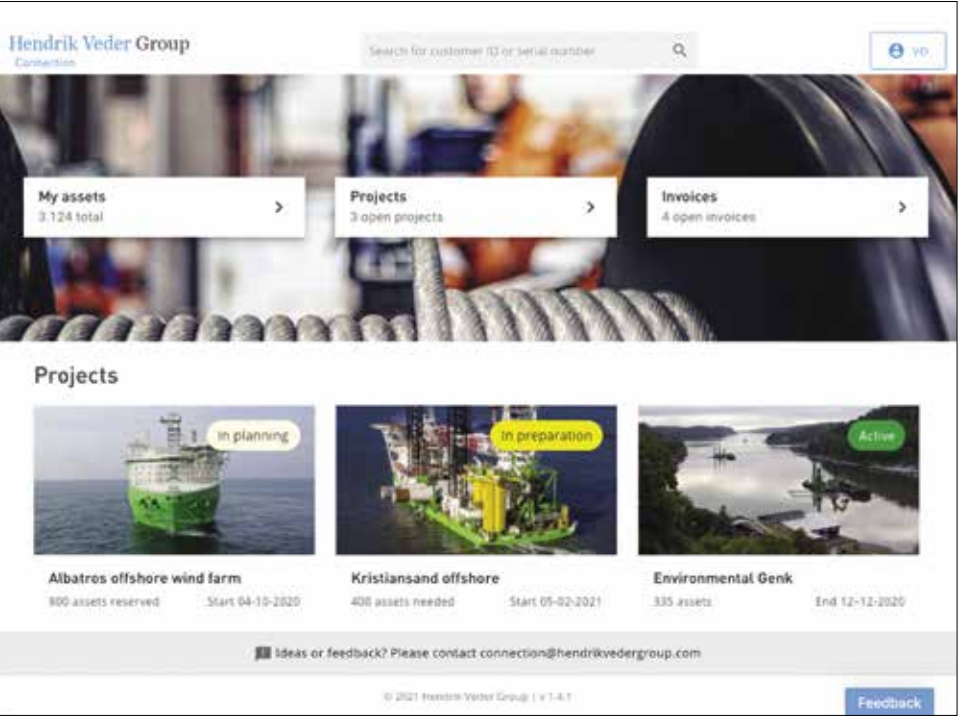 Hendrik Veder Group
Connection
Search for customer ID or serial number
VO
My assets
3.124 total
Projects
3 open projects
Invoices
4 open invoices
Projects
In planning
In preparation
Active
Albatros offshore wind farm
Kristiansand offshore
Environmental Genk
800 assets reserved
Start 04-10-2020
400 assets needed
Start 05-02-2021
335 assets
End 12-12-2020
Ideas or feedback? Please contact connection@hendrikvedergroup.com
© 2021 Hendrik Veder Group | v 1.4.1
Feedback